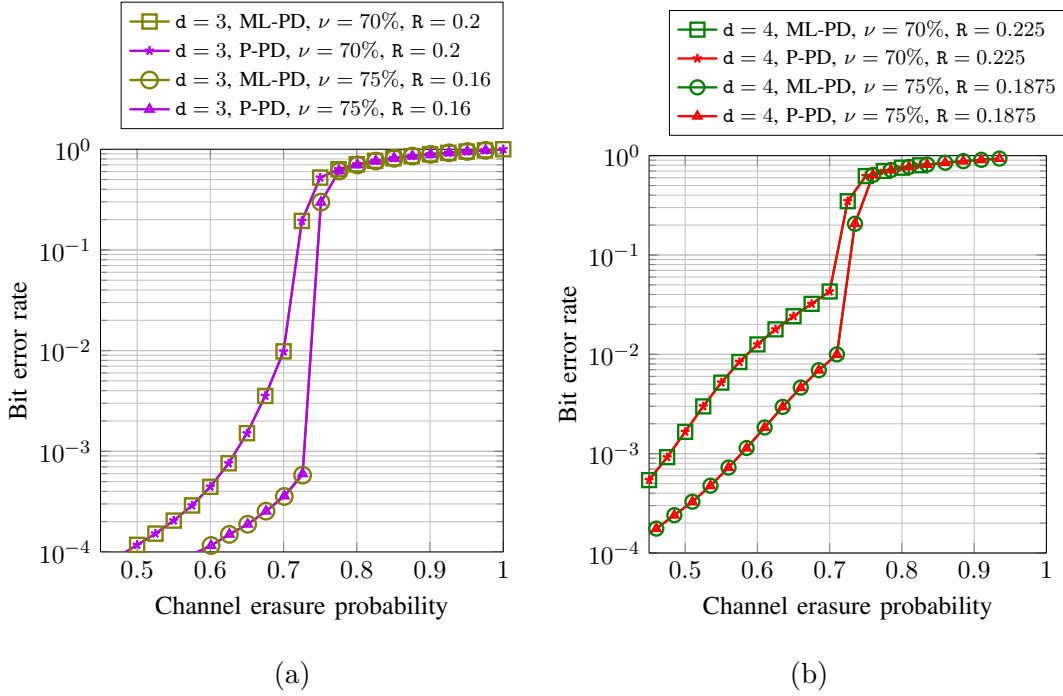 d = 3, ML-PD, ν = 70%, R = 0.2
d = 3, P-PD, ν = 70%, R = 0.2
d = 3, ML-PD, ν = 75%, R = 0.16
d = 3, P-PD, ν = 75%, R = 0.16
10^0
10^−1
10^−2
10^−3
10^−4
Bit error rate
0.5 0.6 0.7 0.8 0.9 1
Channel erasure probability
(a)
d = 4, ML-PD, ν = 70%, R = 0.225
d = 4, P-PD, ν = 70%, R = 0.225
d = 4, ML-PD, ν = 75%, R = 0.1875
d = 4, P-PD, ν = 75%, R = 0.1875
10^0
10^−1
10^−2
10^−3
10^−4
Bit error rate
0.5 0.6 0.7 0.8 0.9 1
Channel erasure probability
(b)